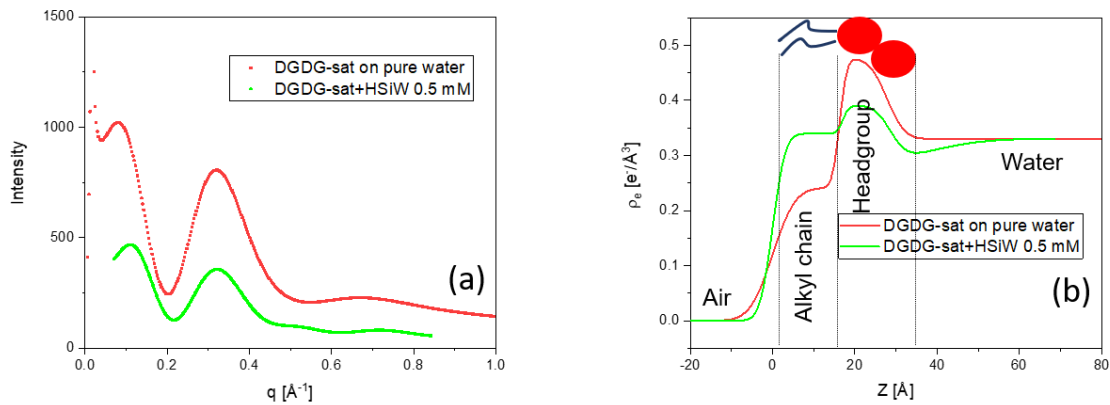 1500
1000
500
0
Intensity
0.0 0.2 0.4 0.6 0.8 1.0
q [Å⁻¹]
DGDG-sat on pure water
DGDG-sat+HSiW 0.5 mM
(a)
0.5
0.4
0.3
0.2
0.1
0.0
ρe [e⁻/Å³]
-20 0 20 40 60 80
Z [Å]
Air
Alkyl chain
Headgroup
Water
DGDG-sat on pure water
DGDG-sat+HSiW 0.5 mM
(b)